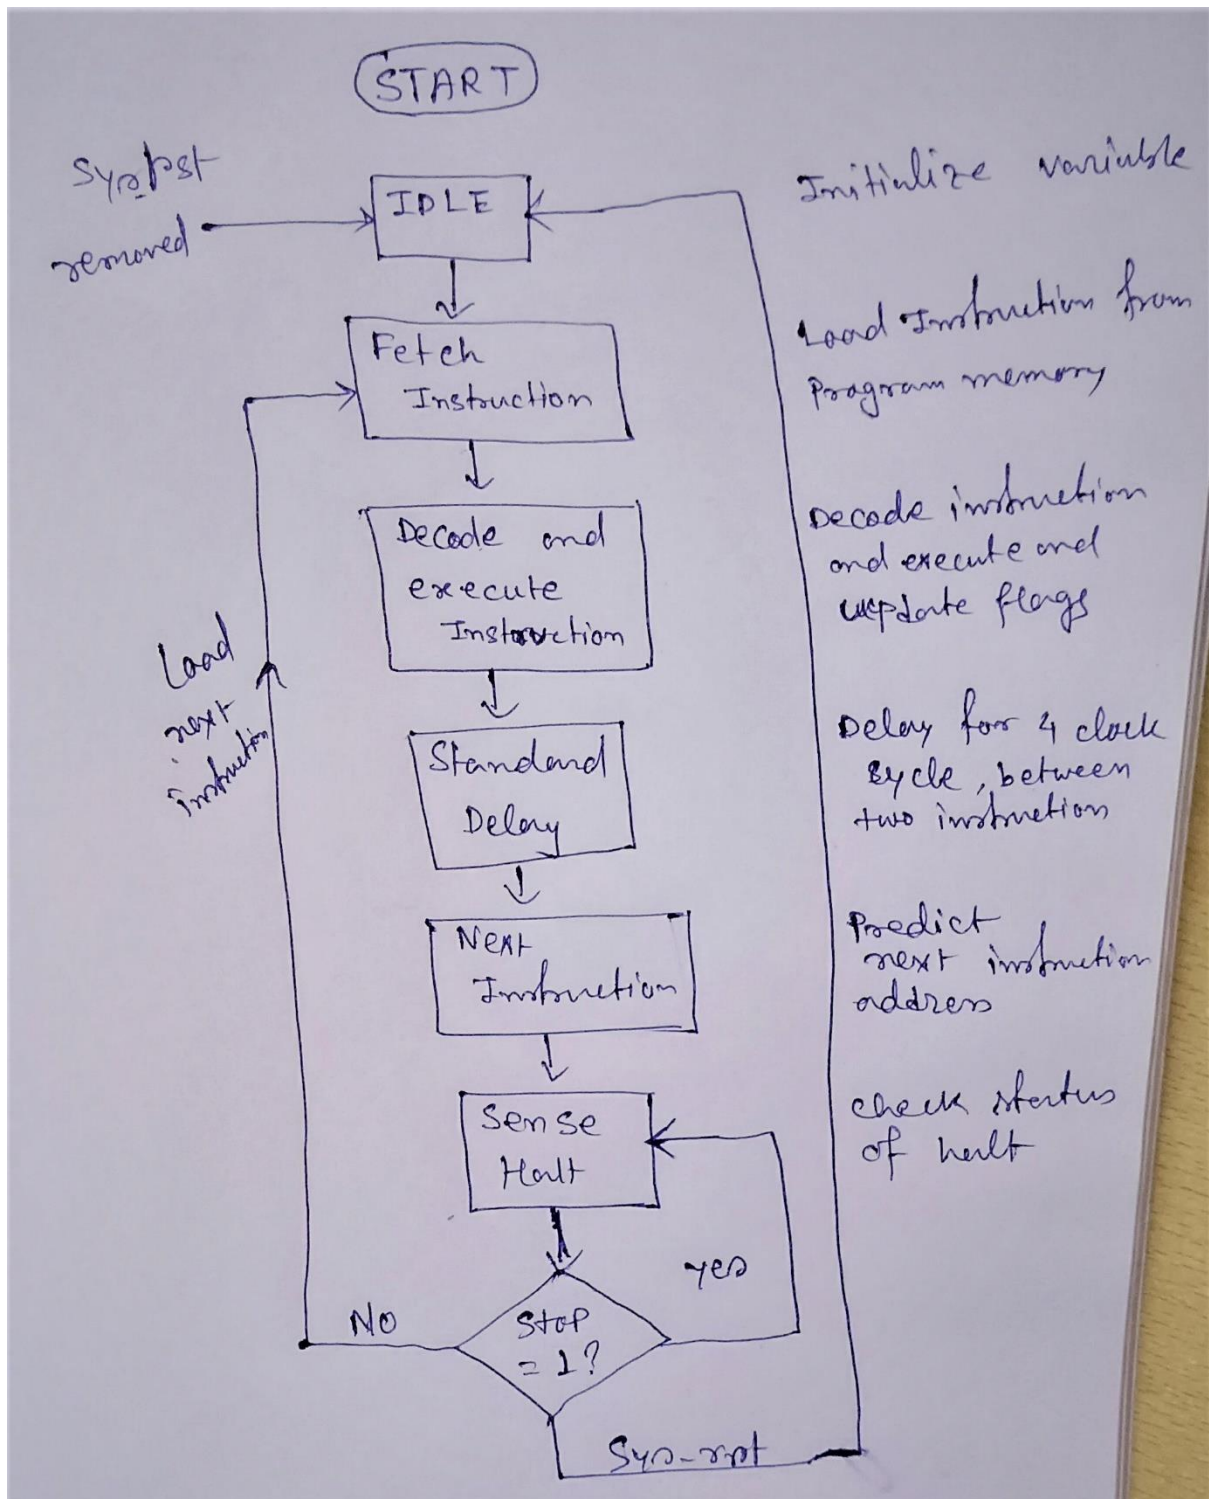 START
Sys_rst
removed
IDLE
Initialize variable
Fetch
Instruction
Load Instruction from
Program memory
Decode and
execute
Instruction
Decode instruction
and execute and
update flags
Load
next
instruction
Standard
Delay
Delay for 4 clock
cycle, between
two instruction
Next
Instruction
Predict
next instruction
address
Sense
Halt
check status
of halt
Stop
= 1?
No
yes
Sys_rst